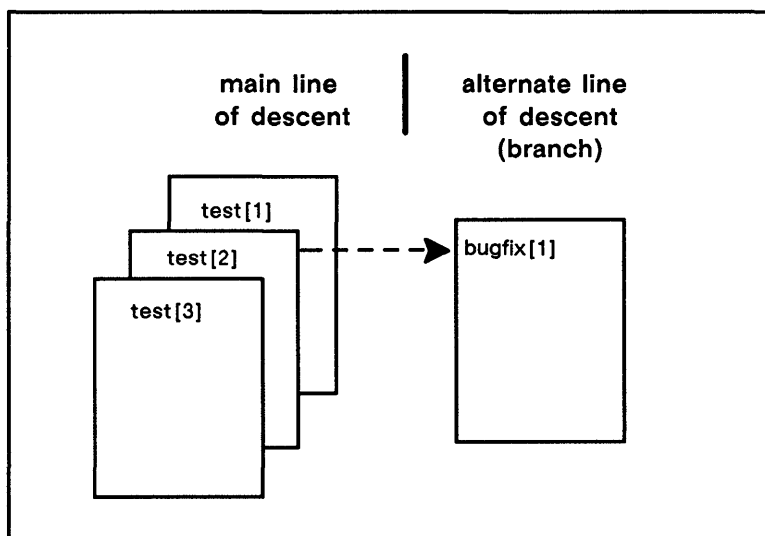 main line
of descent
alternate line
of descent
(branch)
test[1]
test[2]
test[3]
bugfix[1]